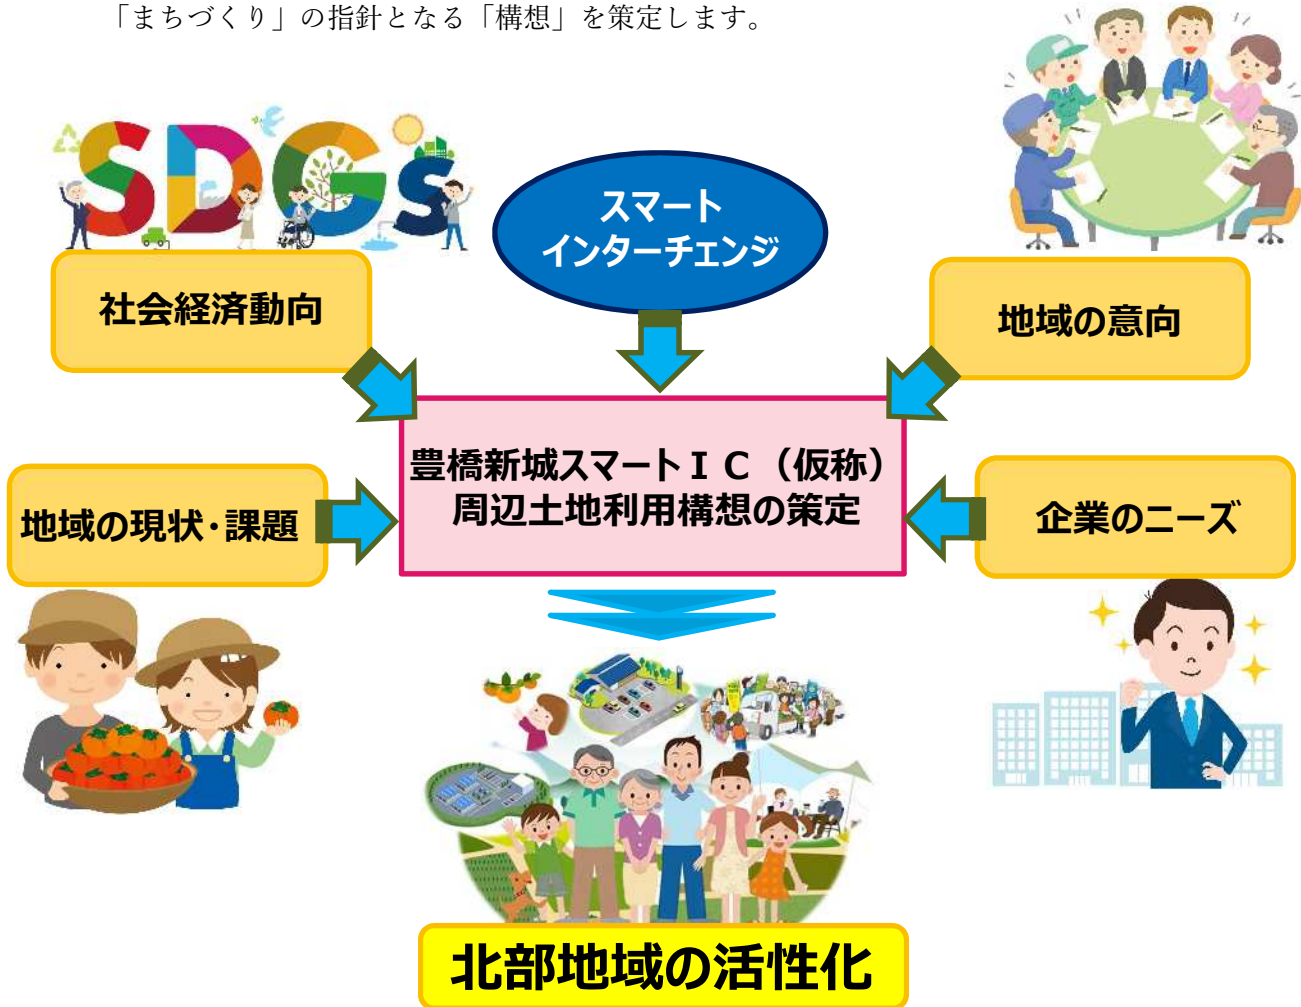 「まちづくり」の指針となる「構想」を策定します。
SDGs
スマート
インターチェンジ
社会経済動向
地域の意向
豊橋新城スマートＩＣ（仮称）
周辺土地利用構想の策定
地域の現状・課題
企業のニーズ
北部地域の活性化